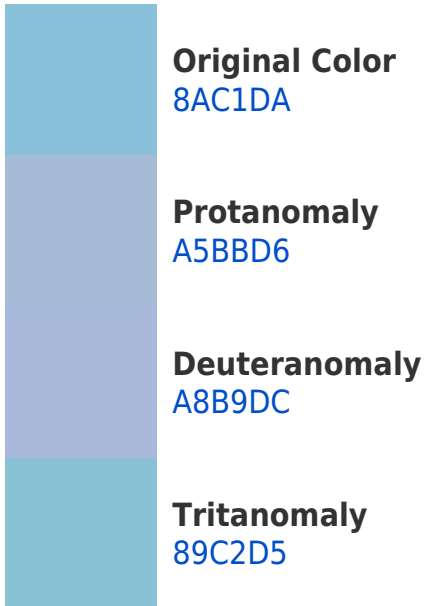 Original Color
8AC1DA
Protanomaly
A5BBD6
Deuteranomaly
A8B9DC
Tritanomaly
89C2D5